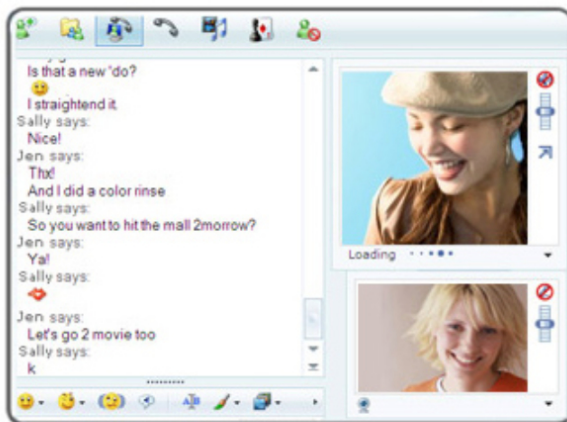 Is that a new 'do?
I straightend it.
Sally says:
Nice!
Jen says:
Thx!
And I did a color rinse
Sally says:
So you want to hit the mall 2morrow?
Jen says:
Ya!
Sally says:
Jen says:
Let's go 2 movie too
Sally says:
k
Loading